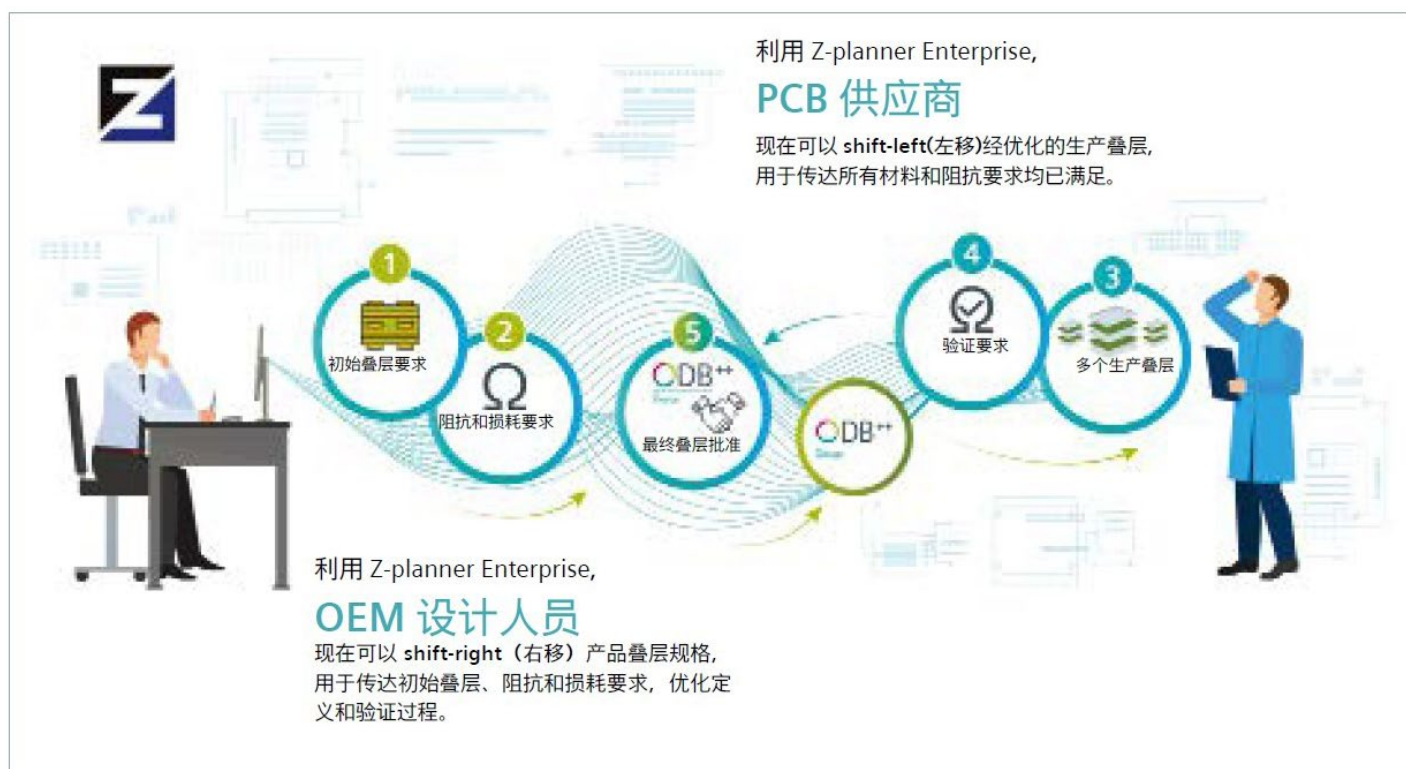 Z
利用 Z-planner Enterprise,
PCB 供应商
现在可以 shift-left(左移)经优化的生产叠层,
用于传达所有材料和阻抗要求均已满足。
1
初始叠层要求
2
Ω
阻抗和损耗要求
5
ODB++
最终叠层批准
ODB++
4
验证要求
3
多个生产叠层
利用 Z-planner Enterprise,
OEM 设计人员
现在可以 shift-right（右移）产品叠层规格,
用于传达初始叠层、阻抗和损耗要求，优化定
义和验证过程。